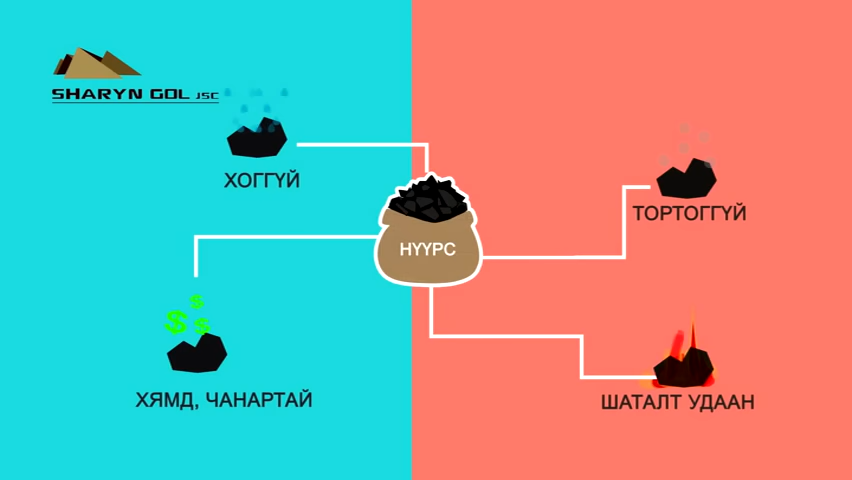 SHARYN GOL JSC
ХОГГҮЙ
ТОРТОГГҮЙ
НҮҮРС
$
$
$
ХЯМД, ЧАНАРТАЙ
ШАТАЛТ УДААН